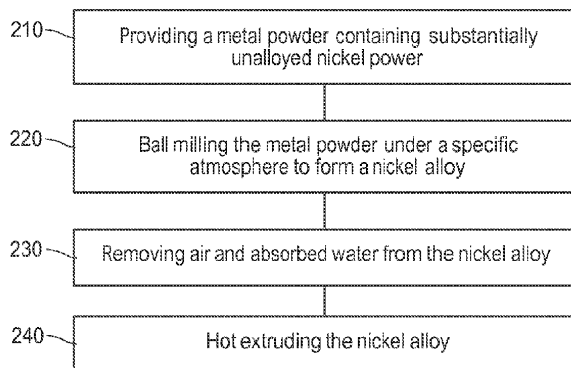 210
Providing a metal powder containing substantially
unalloyed nickel power
220
Ball milling the metal powder under a specific
atmosphere to form a nickel alloy
230
Removing air and absorbed water from the nickel alloy
240
Hot extruding the nickel alloy